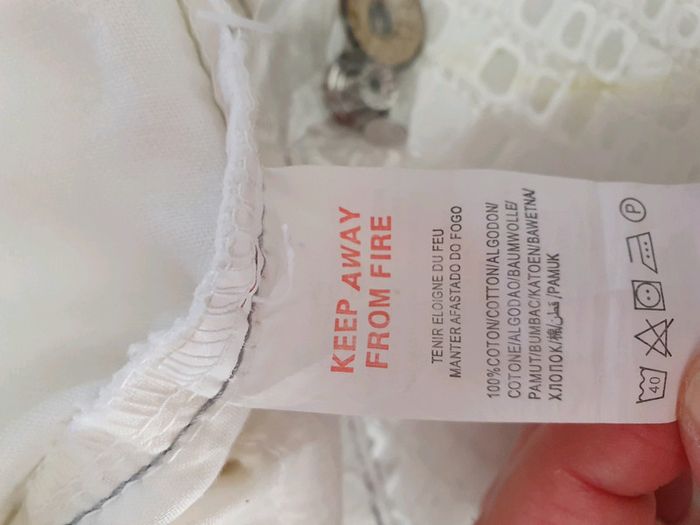 KEEP AWAY
FROM FIRE
TENIR ELOIGNE DU FEU
MANTER AFASTADO DO FOGO
100%COTON/COTTON/ALGODON/
COTONE/ALGODAO/BAUMWOLLE/
PAMUT/BUMBAC/KATOEN/BAWEŁNA/
ХЛОПОК/棉/قطن/PAMUK
40
P